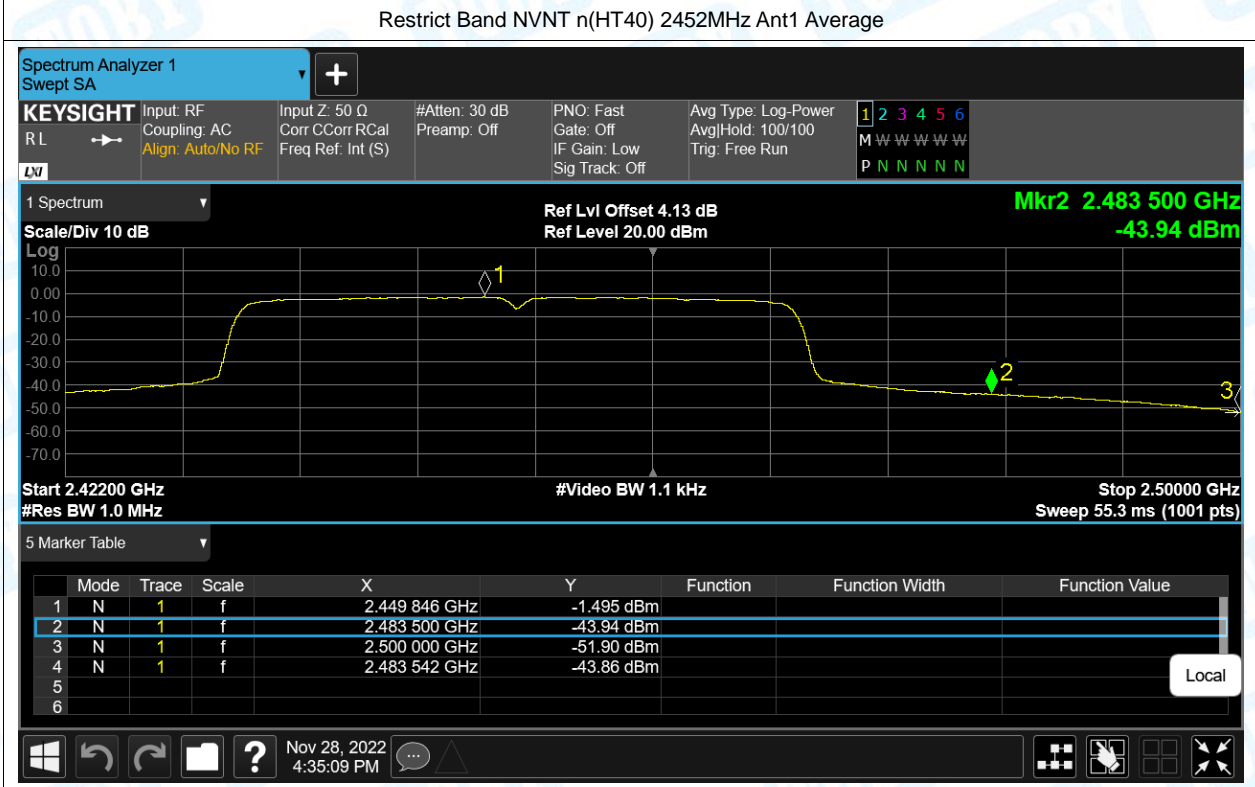 Restrict Band NVNT n(HT40) 2452MHz Ant1 Average
Spectrum Analyzer 1
Swept SA
KEYSIGHT
RL
LXI
Input: RF
Coupling: AC
Align: Auto/No RF
Input Z: 50 Ω
Corr CCorr RCal
Freq Ref: Int (S)
#Atten: 30 dB
Preamp: Off
PNO: Fast
Gate: Off
IF Gain: Low
Sig Track: Off
Avg Type: Log-Power
Avg|Hold: 100/100
Trig: Free Run
1 2 3 4 5 6
M W W W W W
P N N N N N
1 Spectrum
Scale/Div 10 dB
Ref Lvl Offset 4.13 dB
Ref Level 20.00 dBm
Mkr2 2.483 500 GHz
-43.94 dBm
Log
10.0
0.00
-10.0
-20.0
-30.0
-40.0
-50.0
-60.0
-70.0
1
2
3
Start 2.42200 GHz
#Video BW 1.1 kHz
Stop 2.50000 GHz
#Res BW 1.0 MHz
Sweep 55.3 ms (1001 pts)
5 Marker Table
Mode Trace Scale X Y Function Function Width Function Value
1 N 1 f 2.449 846 GHz -1.495 dBm
2 N 1 f 2.483 500 GHz -43.94 dBm
3 N 1 f 2.500 000 GHz -51.90 dBm
4 N 1 f 2.483 542 GHz -43.86 dBm
5
6
Local
?
Nov 28, 2022
4:35:09 PM